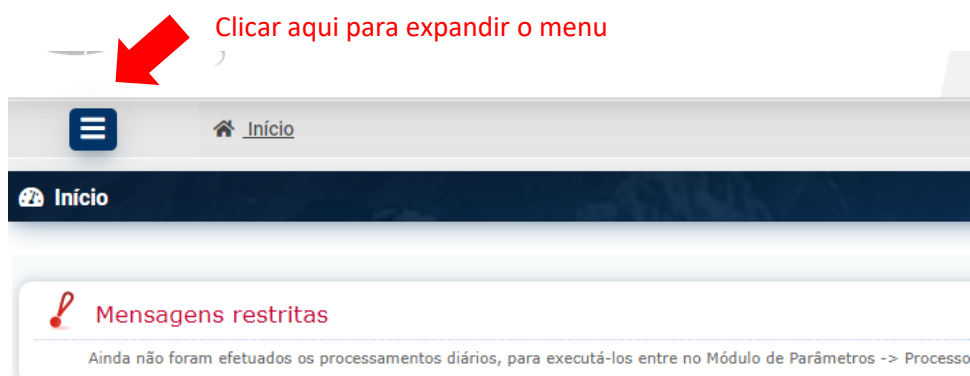 Clicar aqui para expandir o menu
Início
Início
Mensagens restritas
Ainda não foram efetuados os processamentos diários, para executá-los entre no Módulo de Parâmetros -> Processo